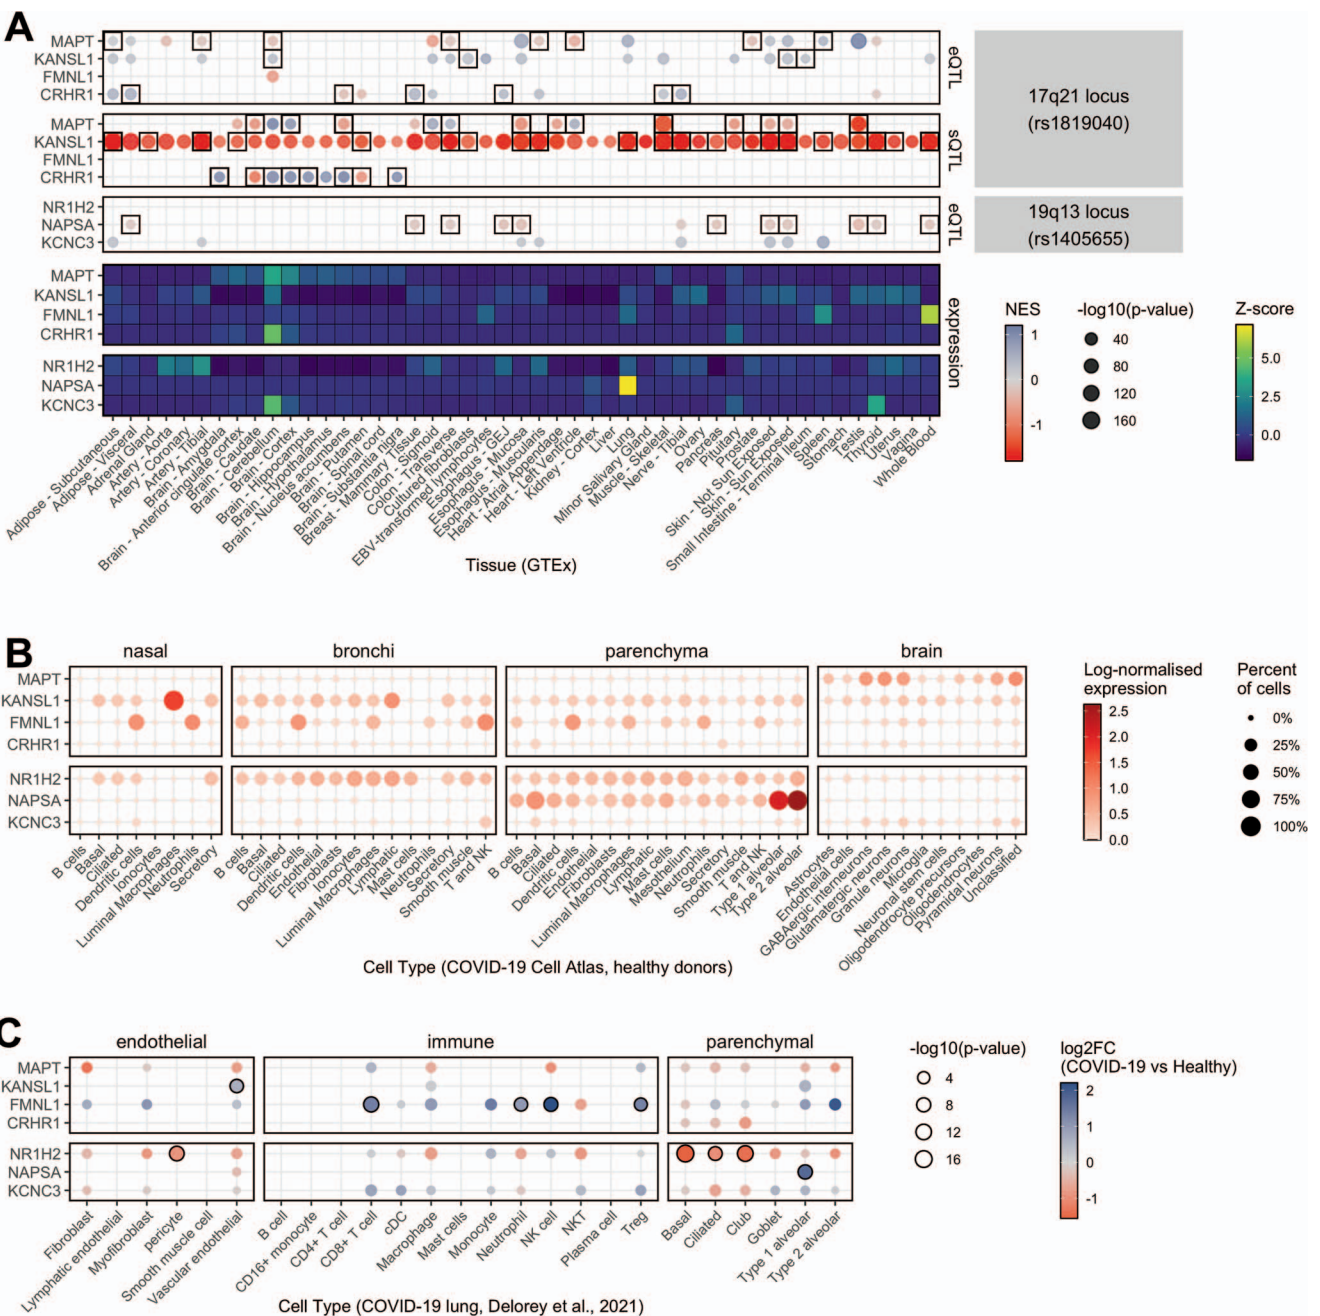 A
MAPT
KANSL1
FMNL1
CRHR1
eQTL
MAPT
KANSL1
FMNL1
CRHR1
sQTL
17q21 locus
(rs1819040)
NR1H2
NAPSA
KCNC3
eQTL
19q13 locus
(rs1405655)
MAPT
KANSL1
FMNL1
CRHR1
NR1H2
NAPSA
KCNC3
expression
NES
1
0
-1
-log10(p-value)
40
80
120
160
Z-score
5.0
2.5
0.0
Adipose - Subcutaneous
Adipose - Visceral
Adrenal Gland
Artery - Coronary
Artery - Tibial
Brain - Amygdala
Brain - Anterior cingulate cortex
Brain - Caudate
Brain - Cerebellum
Brain - Cortex
Brain - Hippocampus
Brain - Hypothalamus
Brain - Nucleus accumbens
Brain - Putamen
Brain - Spinal cord
Brain - Substantia nigra
Breast - Mammary Tissue
Colon - Sigmoid
Colon - Transverse
Cultured fibroblasts
EBV-transformed lymphocytes
Esophagus - GEJ
Esophagus - Mucosa
Esophagus - Muscularis
Heart - Atrial Appendage
Heart - Left Ventricle
Kidney - Cortex
Liver
Lung
Minor Salivary Gland
Muscle - Skeletal
Nerve - Tibial
Ovary
Pancreas
Pituitary
Prostate
Skin - Not Sun Exposed
Skin - Sun Exposed
Small Intestine - Terminal Ileum
Spleen
Stomach
Testis
Thyroid
Uterus
Vagina
Whole Blood
Tissue (GTEx)
B
nasal
bronchi
parenchyma
brain
MAPT
KANSL1
FMNL1
CRHR1
NR1H2
NAPSA
KCNC3
Log-normalised
expression
2.5
2.0
1.5
1.0
0.5
0.0
Percent
of cells
0%
25%
50%
75%
100%
B cells
Basal
Ciliated
Dendritic cells
Ionocytes
Luminal Macrophages
Neutrophils
Secretory
B cells
Basal
Ciliated
Dendritic cells
Endothelial
Fibroblasts
Ionocytes
Luminal Macrophages
Lymphatic
Mast cells
Neutrophils
Secretory
Smooth muscle
T and NK
B cells
Basal
Ciliated
Dendritic cells
Endothelial
Fibroblasts
Luminal Macrophages
Lymphatic
Mast cells
Mesothelium
Neutrophils
Secretory
Smooth muscle
T and NK
Type 1 alveolar
Type 2 alveolar
Astrocytes
Endothelial cells
GABAergic interneurons
Glutamatergic neurons
Granule neurons
Microglia
Neuronal stem cells
Oligodendrocyte precursors
Oligodendrocytes
Pyramidal neurons
Unclassified
Cell Type (COVID-19 Cell Atlas, healthy donors)
C
endothelial
immune
parenchymal
MAPT
KANSL1
FMNL1
CRHR1
NR1H2
NAPSA
KCNC3
-log10(p-value)
4
8
12
16
log2FC
(COVID-19 vs Healthy)
2
1
0
-1
Fibroblast
Lymphatic endothelial
Myofibroblast
pericyte
Smooth muscle cell
Vascular endothelial
B cell
CD16+ monocyte
CD4+ T cell
CD8+ T cell
cDC
Macrophage
Mast cells
Monocyte
Neutrophil
NK cell
NKT
Plasma cell
Treg
Basal
Ciliated
Club
Goblet
Type 1 alveolar
Type 2 alveolar
Cell Type (COVID-19 lung, Delorey et al., 2021)